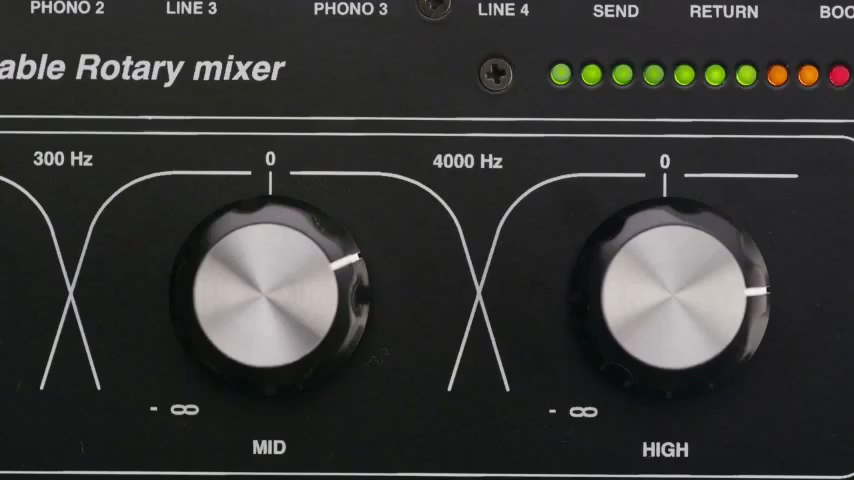 PHONO 2 LINE 3 PHONO 3 LINE 4 SEND RETURN BOO
able Rotary mixer
300 Hz 0 4000 Hz 0
- ∞ - ∞
MID HIGH